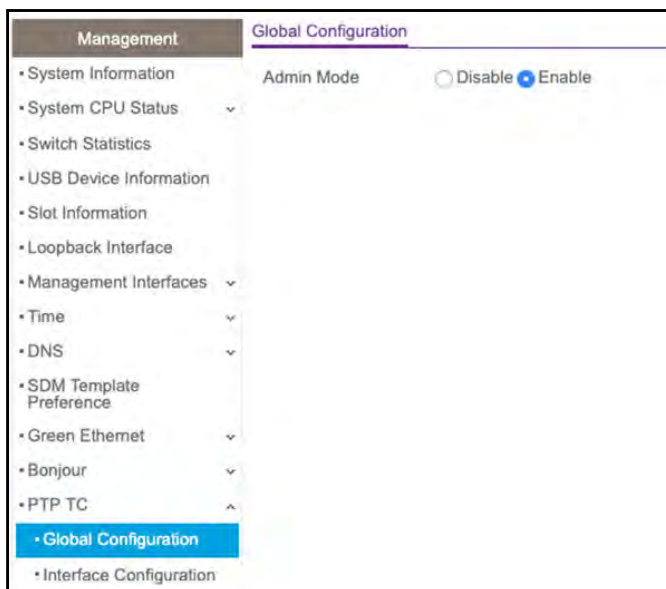 Management
• System Information
• System CPU Status
• Switch Statistics
• USB Device Information
• Slot Information
• Loopback Interface
• Management Interfaces
• Time
• DNS
• SDM Template
Preference
• Green Ethernet
• Bonjour
• PTP TC
• Global Configuration
• Interface Configuration
Global Configuration
Admin Mode Disable Enable